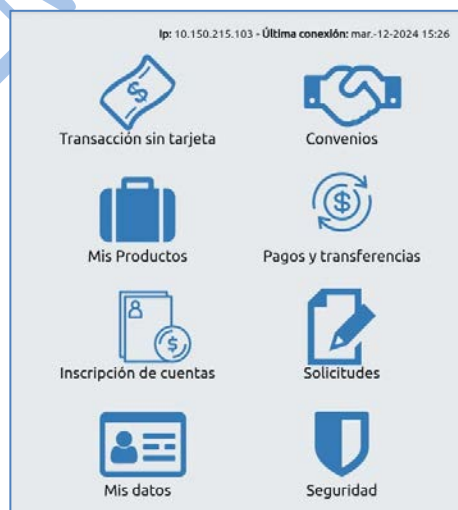 Ip: 10.150.215.103 - Última conexión: mar.-12-2024 15:26
Transacción sin tarjeta
Convenios
Mis Productos
Pagos y transferencias
Inscripción de cuentas
Solicitudes
Mis datos
Seguridad